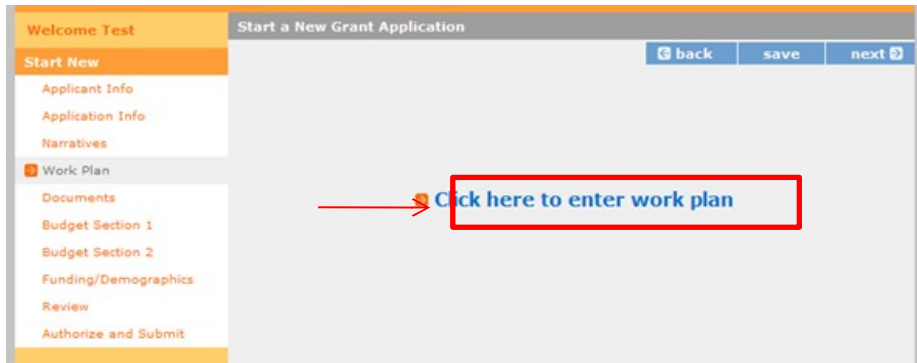 Welcome Test
Start New
Applicant Info
Application Info
Narratives
Work Plan
Documents
Budget Section 1
Budget Section 2
Funding/Demographics
Review
Authorize and Submit
Start a New Grant Application
back save next
Click here to enter work plan